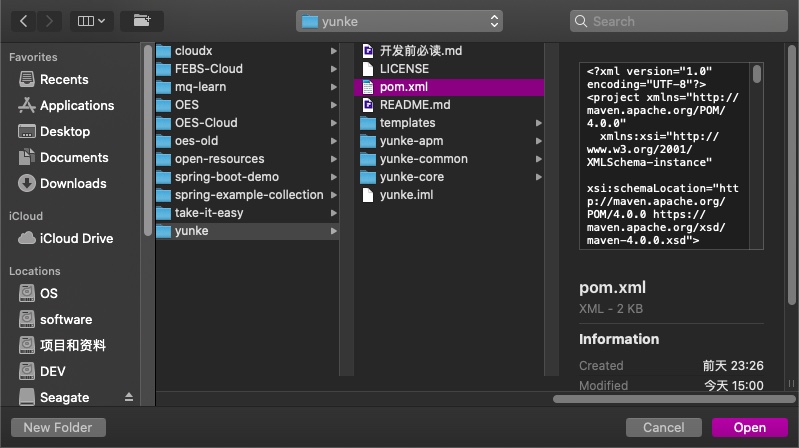 yunke
Search
Favorites
Recents
Applications
Desktop
Documents
Downloads
iCloud
iCloud Drive
Locations
OS
software
项目和资料
DEV
Seagate
cloudx
FEBS-Cloud
mq-learn
OES
OES-Cloud
oes-old
open-resources
spring-boot-demo
spring-example-collection
take-it-easy
yunke
开发前必读.md
LICENSE
pom.xml
README.md
templates
yunke-apm
yunke-common
yunke-core
yunke.iml
<?xml version="1.0"
encoding="UTF-8"?>
<project xmlns="http://
maven.apache.org/POM/
4.0.0"
xmlns:xsi="http://
www.w3.org/2001/
XMLSchema-instance"
xsi:schemaLocation="htt
p://maven.apache.org/
POM/4.0.0 https://
maven.apache.org/xsd/
maven-4.0.0.xsd">
pom.xml
XML - 2 KB
Information
Created 前天 23:26
Modified 今天 15:00
New Folder
Cancel
Open